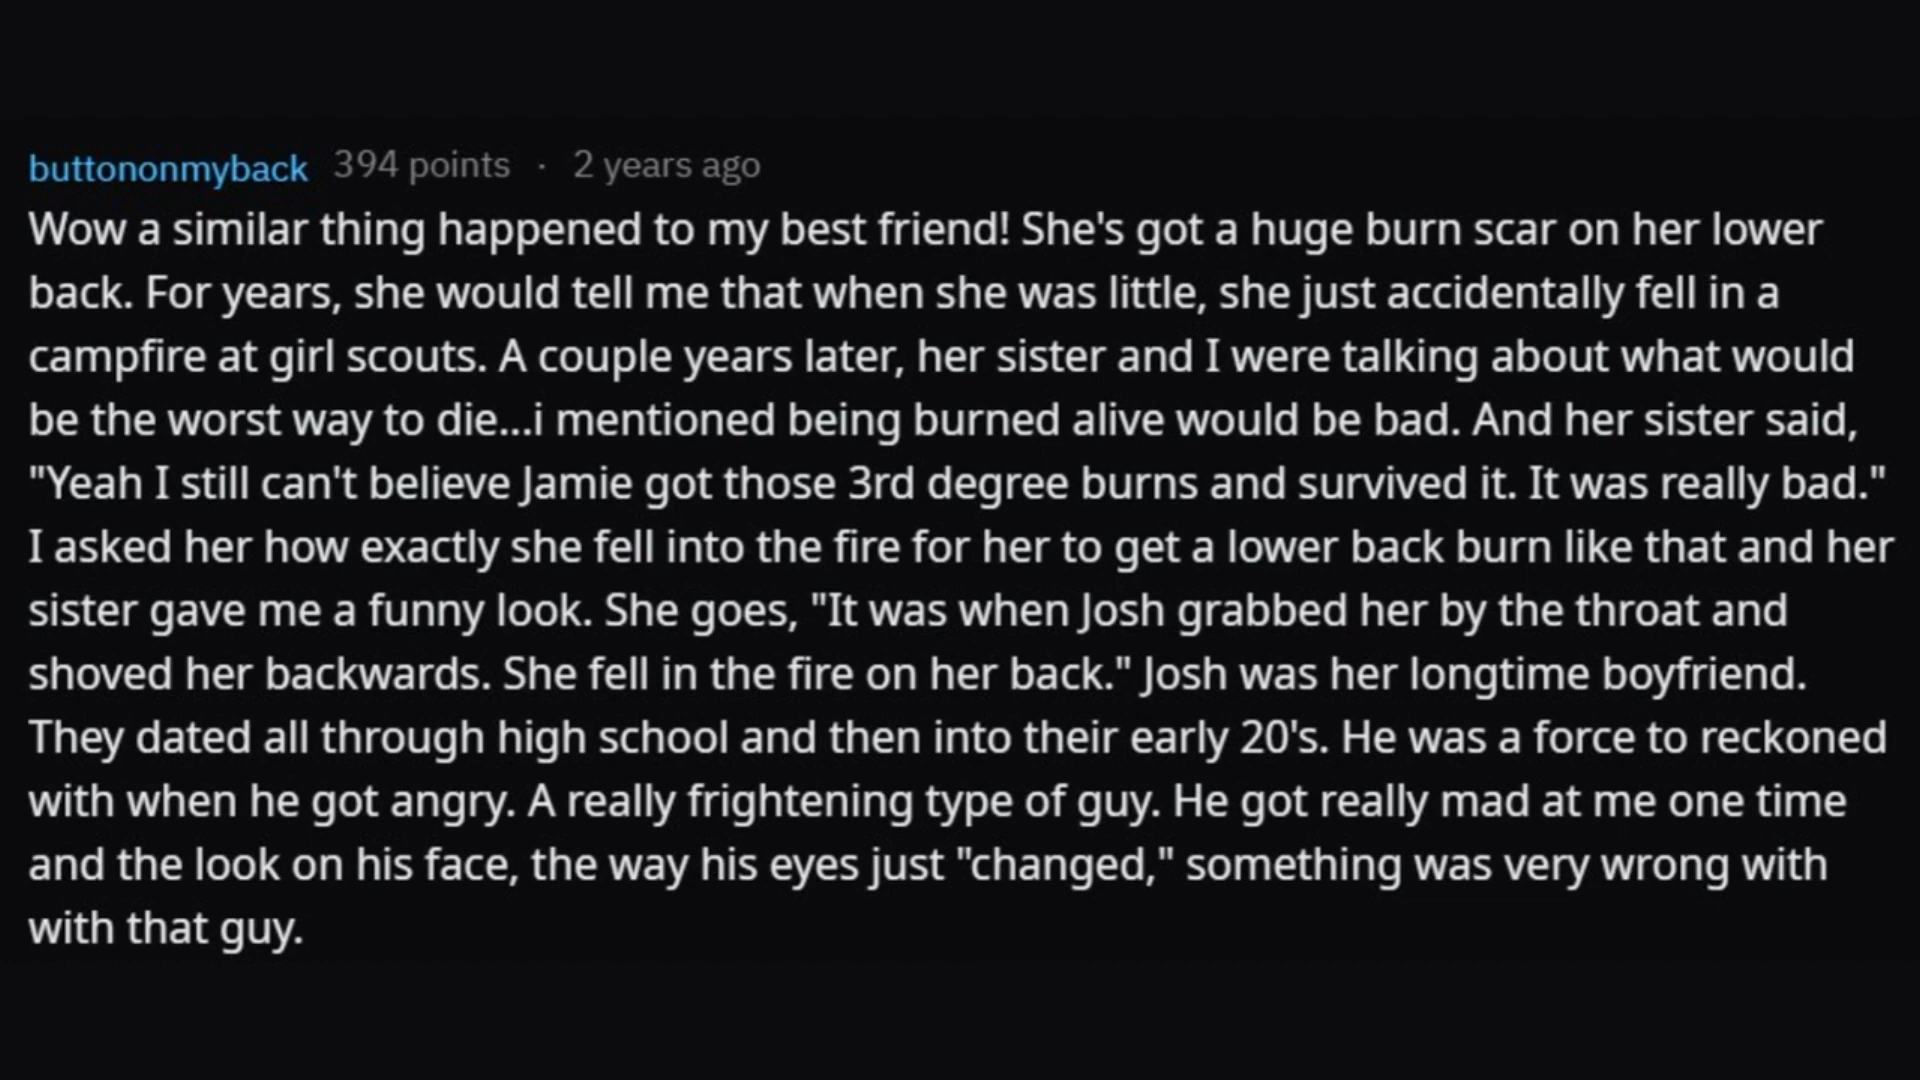 buttononmyback 394 points · 2 years ago
Wow a similar thing happened to my best friend! She's got a huge burn scar on her lower
back. For years, she would tell me that when she was little, she just accidentally fell in a
campfire at girl scouts. A couple years later, her sister and I were talking about what would
be the worst way to die...i mentioned being burned alive would be bad. And her sister said,
"Yeah I still can't believe Jamie got those 3rd degree burns and survived it. It was really bad."
I asked her how exactly she fell into the fire for her to get a lower back burn like that and her
sister gave me a funny look. She goes, "It was when Josh grabbed her by the throat and
shoved her backwards. She fell in the fire on her back." Josh was her longtime boyfriend.
They dated all through high school and then into their early 20's. He was a force to reckoned
with when he got angry. A really frightening type of guy. He got really mad at me one time
and the look on his face, the way his eyes just "changed," something was very wrong with
with that guy.